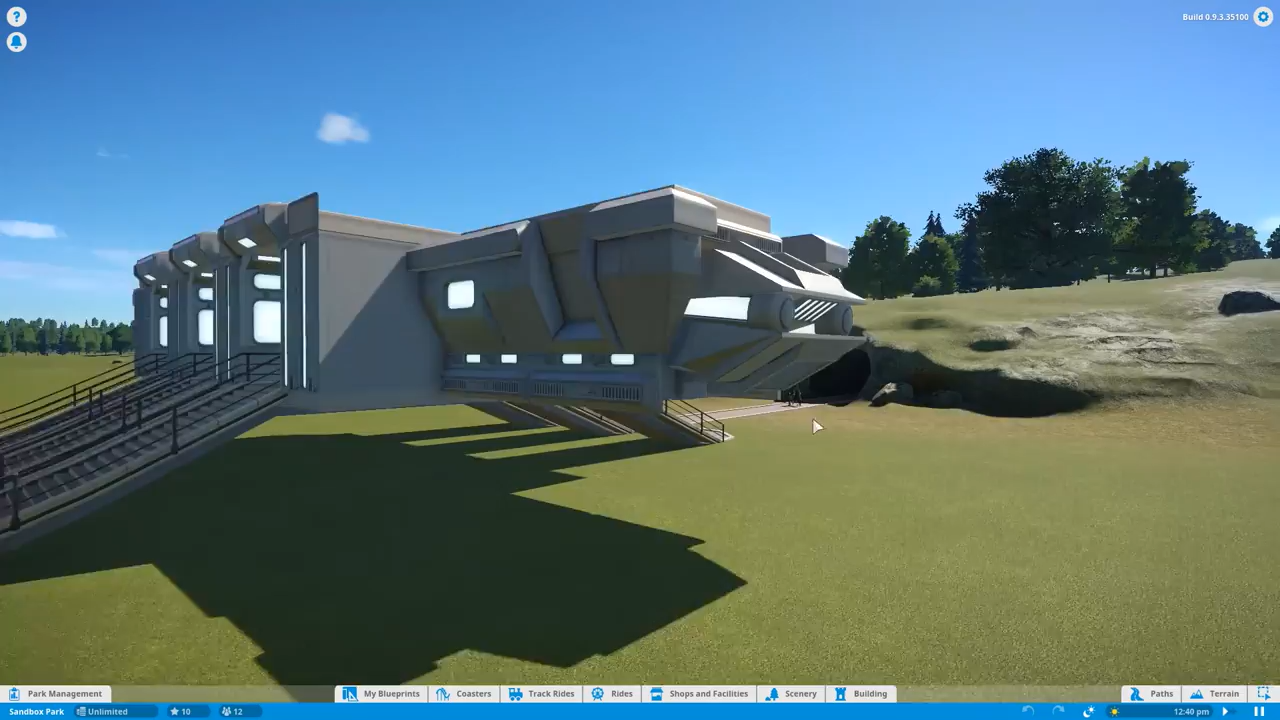 ?
Build 0.9.3.35100
Park Management
My Blueprints
Coasters
Track Rides
Rides
Shops and Facilities
Scenery
Building
Paths
Terrain
Sandbox Park
Unlimited
10
12
12:40 pm